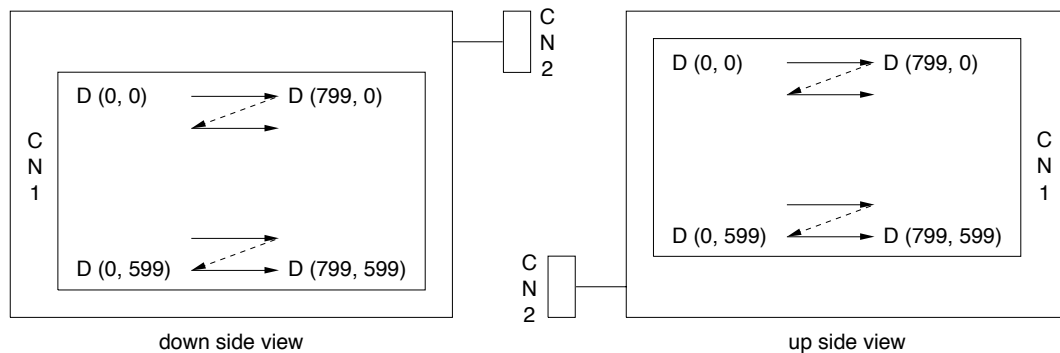 C
N
2
D (0, 0) D (799, 0)
C
N
1
D (0, 599) D (799, 599)
down side view
D (0, 0) D (799, 0)
C
N
1
D (0, 599) D (799, 599)
C
N
2
up side view